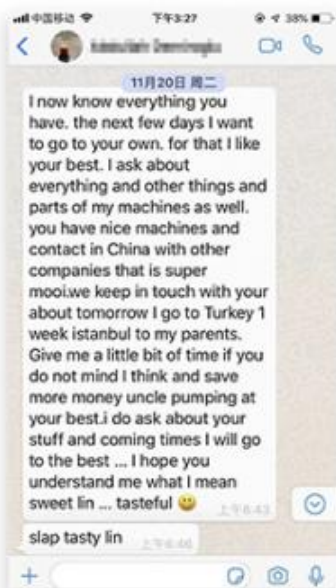 中国移动 下午3:27 38%
11月20日 周二
I now know everything you
have. the next few days I want
to go to your own. for that I like
your best. I ask about
everything and other things and
parts of my machines as well.
you have nice machines and
contact in China with other
companies that is super
mooi.we keep in touch with your
about tomorrow I go to Turkey 1
week istanbul to my parents.
Give me a little bit of time if you
do not mind I think and save
more money uncle pumping at
your best.i do ask about your
stuff and coming times I will go
to the best ... I hope you
understand me what I mean
sweet lin ... tasteful 😀
上午6:43
slap tasty lin
上午6:46